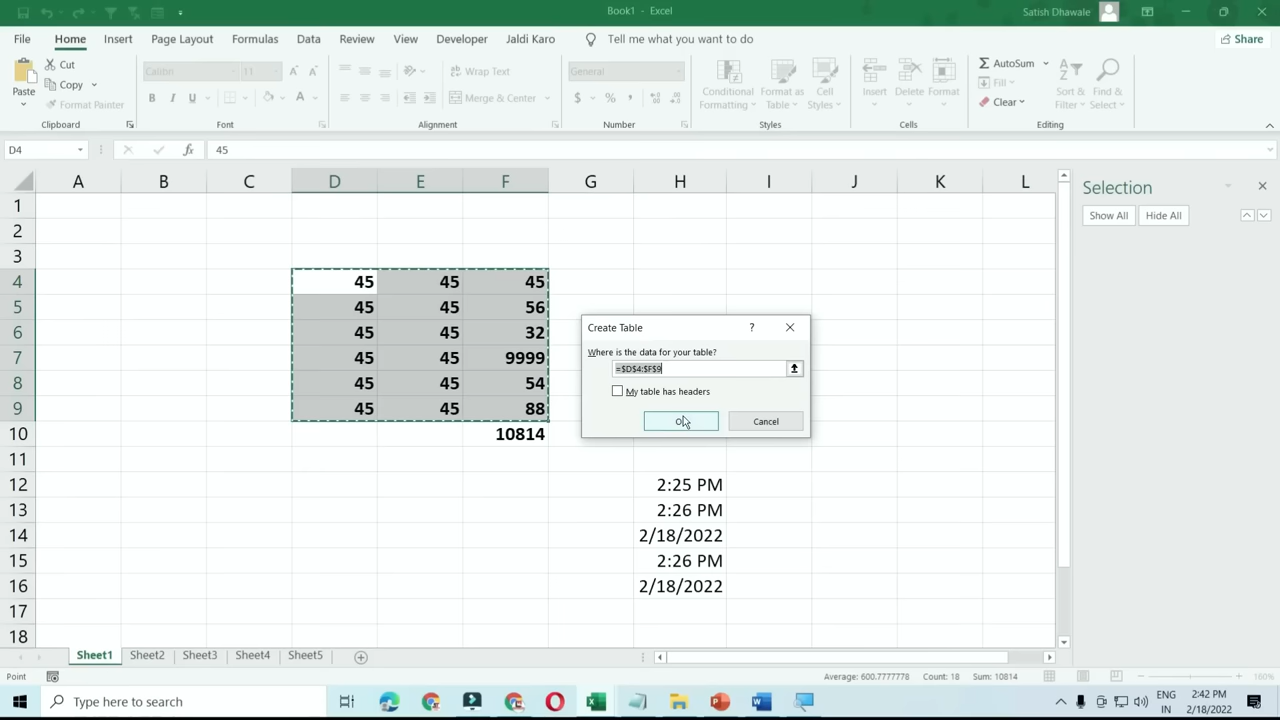 Book1 - Excel
Satish Dhawale
File Home Insert Page Layout Formulas Data Review View Developer Jaldi Karo Tell me what you want to do Share
Paste
Cut
Copy
Format Painter
Clipboard
Calibri
B I U
Font
Wrap Text
Merge & Center
Alignment
General
$ % ,
Number
Conditional Formatting
Format as Table
Cell Styles
Styles
Insert
Delete
Format
Cells
AutoSum
Fill
Clear
Sort & Filter
Find & Select
Editing
D4 fx 45
A B C D E F G H I J K L
1
2
3
4 45 45 45
5 45 45 56
6 45 45 32
7 45 45 9999
8 45 45 54
9 45 45 88
10 10814
11
12 2:25 PM
13 2:26 PM
14 2/18/2022
15 2:26 PM
16 2/18/2022
17
18
Create Table ?
Where is the data for your table?
=$D$4:$F$9
My table has headers
Cancel
Selection
Show All Hide All
Sheet1 Sheet2 Sheet3 Sheet4 Sheet5
Point Average: 600.7777778 Count: 18 Sum: 10814 160%
Type here to search
ENG
IN
2:42 PM
2/18/2022